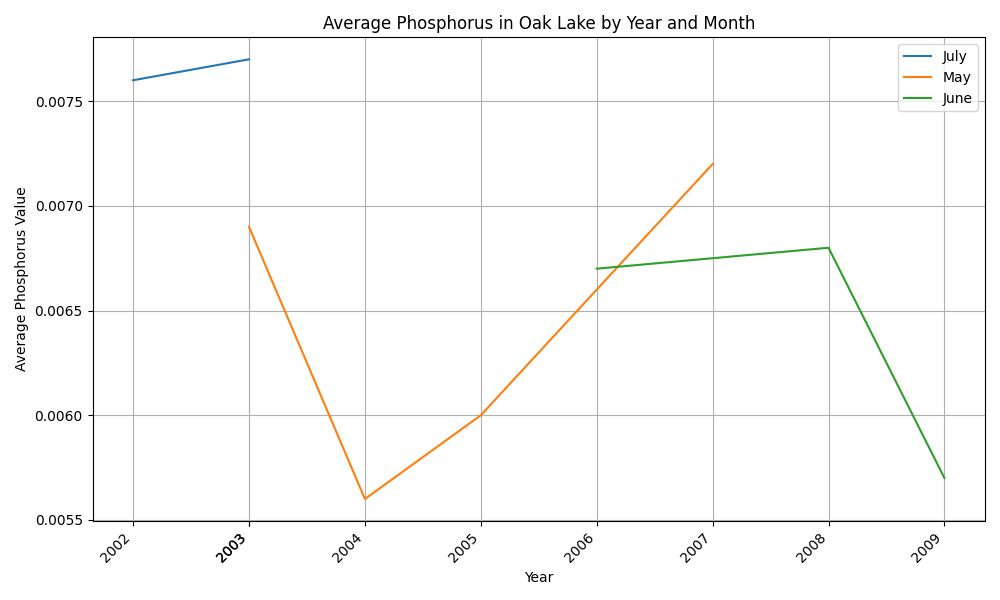 Average Phosphorus in Oak Lake by Year and Month
July
May
June
Average Phosphorus Value
0.0075
0.0070
0.0065
0.0060
0.0055
2002
2003
2004
2005
2006
2007
2008
2009
Year